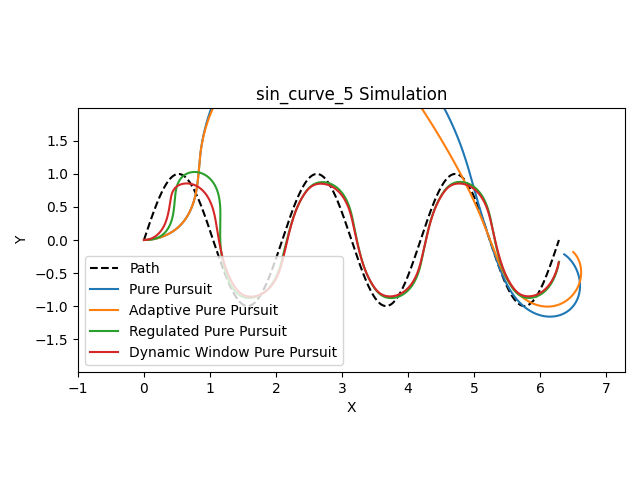 sin_curve_5 Simulation
1.5
1.0
0.5
0.0
−0.5
−1.0
−1.5
Y
Path
Pure Pursuit
Adaptive Pure Pursuit
Regulated Pure Pursuit
Dynamic Window Pure Pursuit
−1 0 1 2 3 4 5 6 7
X